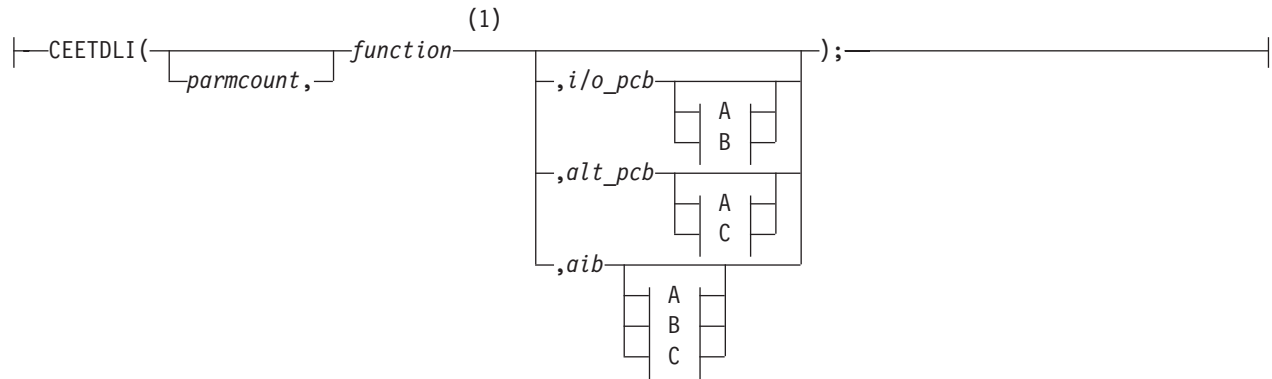 (1)
CEETDLI( function );
parmcount,
,i/o_pcb
A
B
,alt_pcb
A
C
,aib
A
B
C